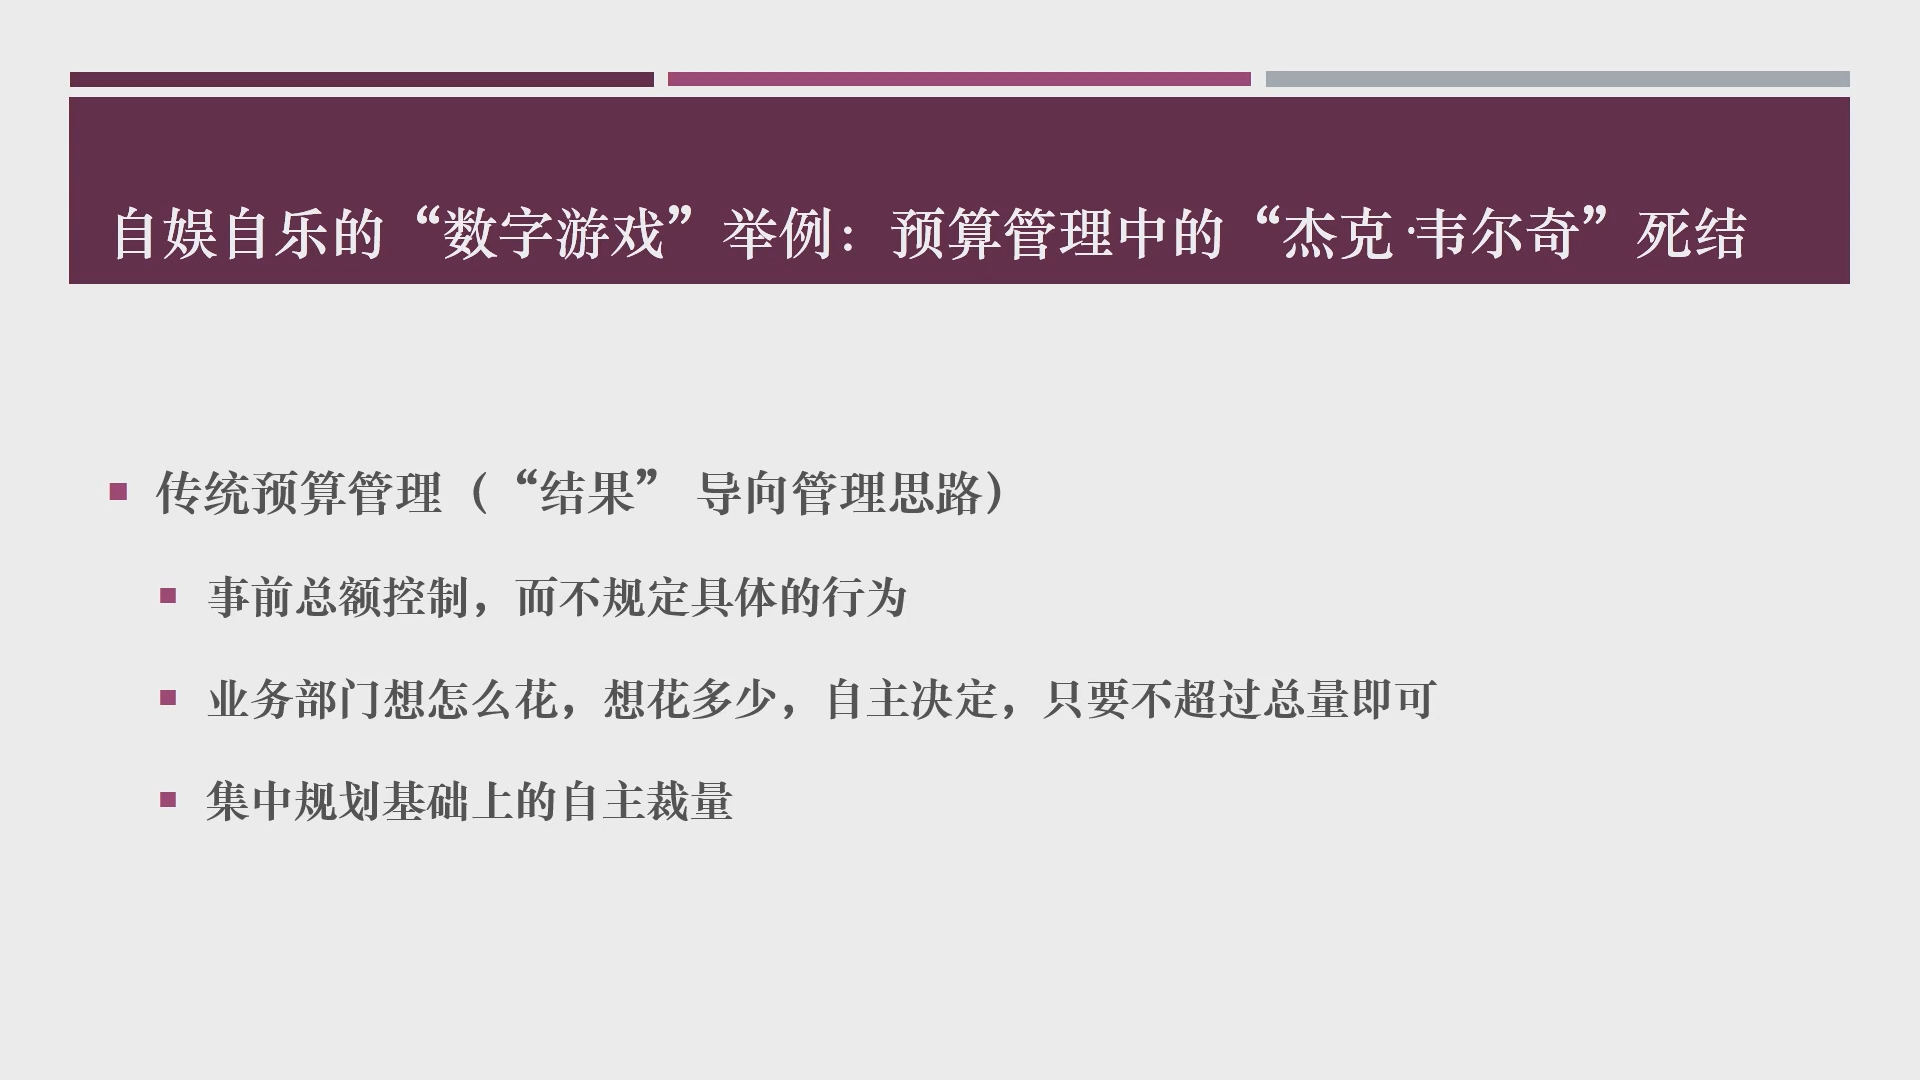 自娱自乐的“数字游戏”举例：预算管理中的“杰克·韦尔奇”死结
传统预算管理（“结果” 导向管理思路）
事前总额控制，而不规定具体的行为
业务部门想怎么花，想花多少，自主决定，只要不超过总量即可
集中规划基础上的自主裁量